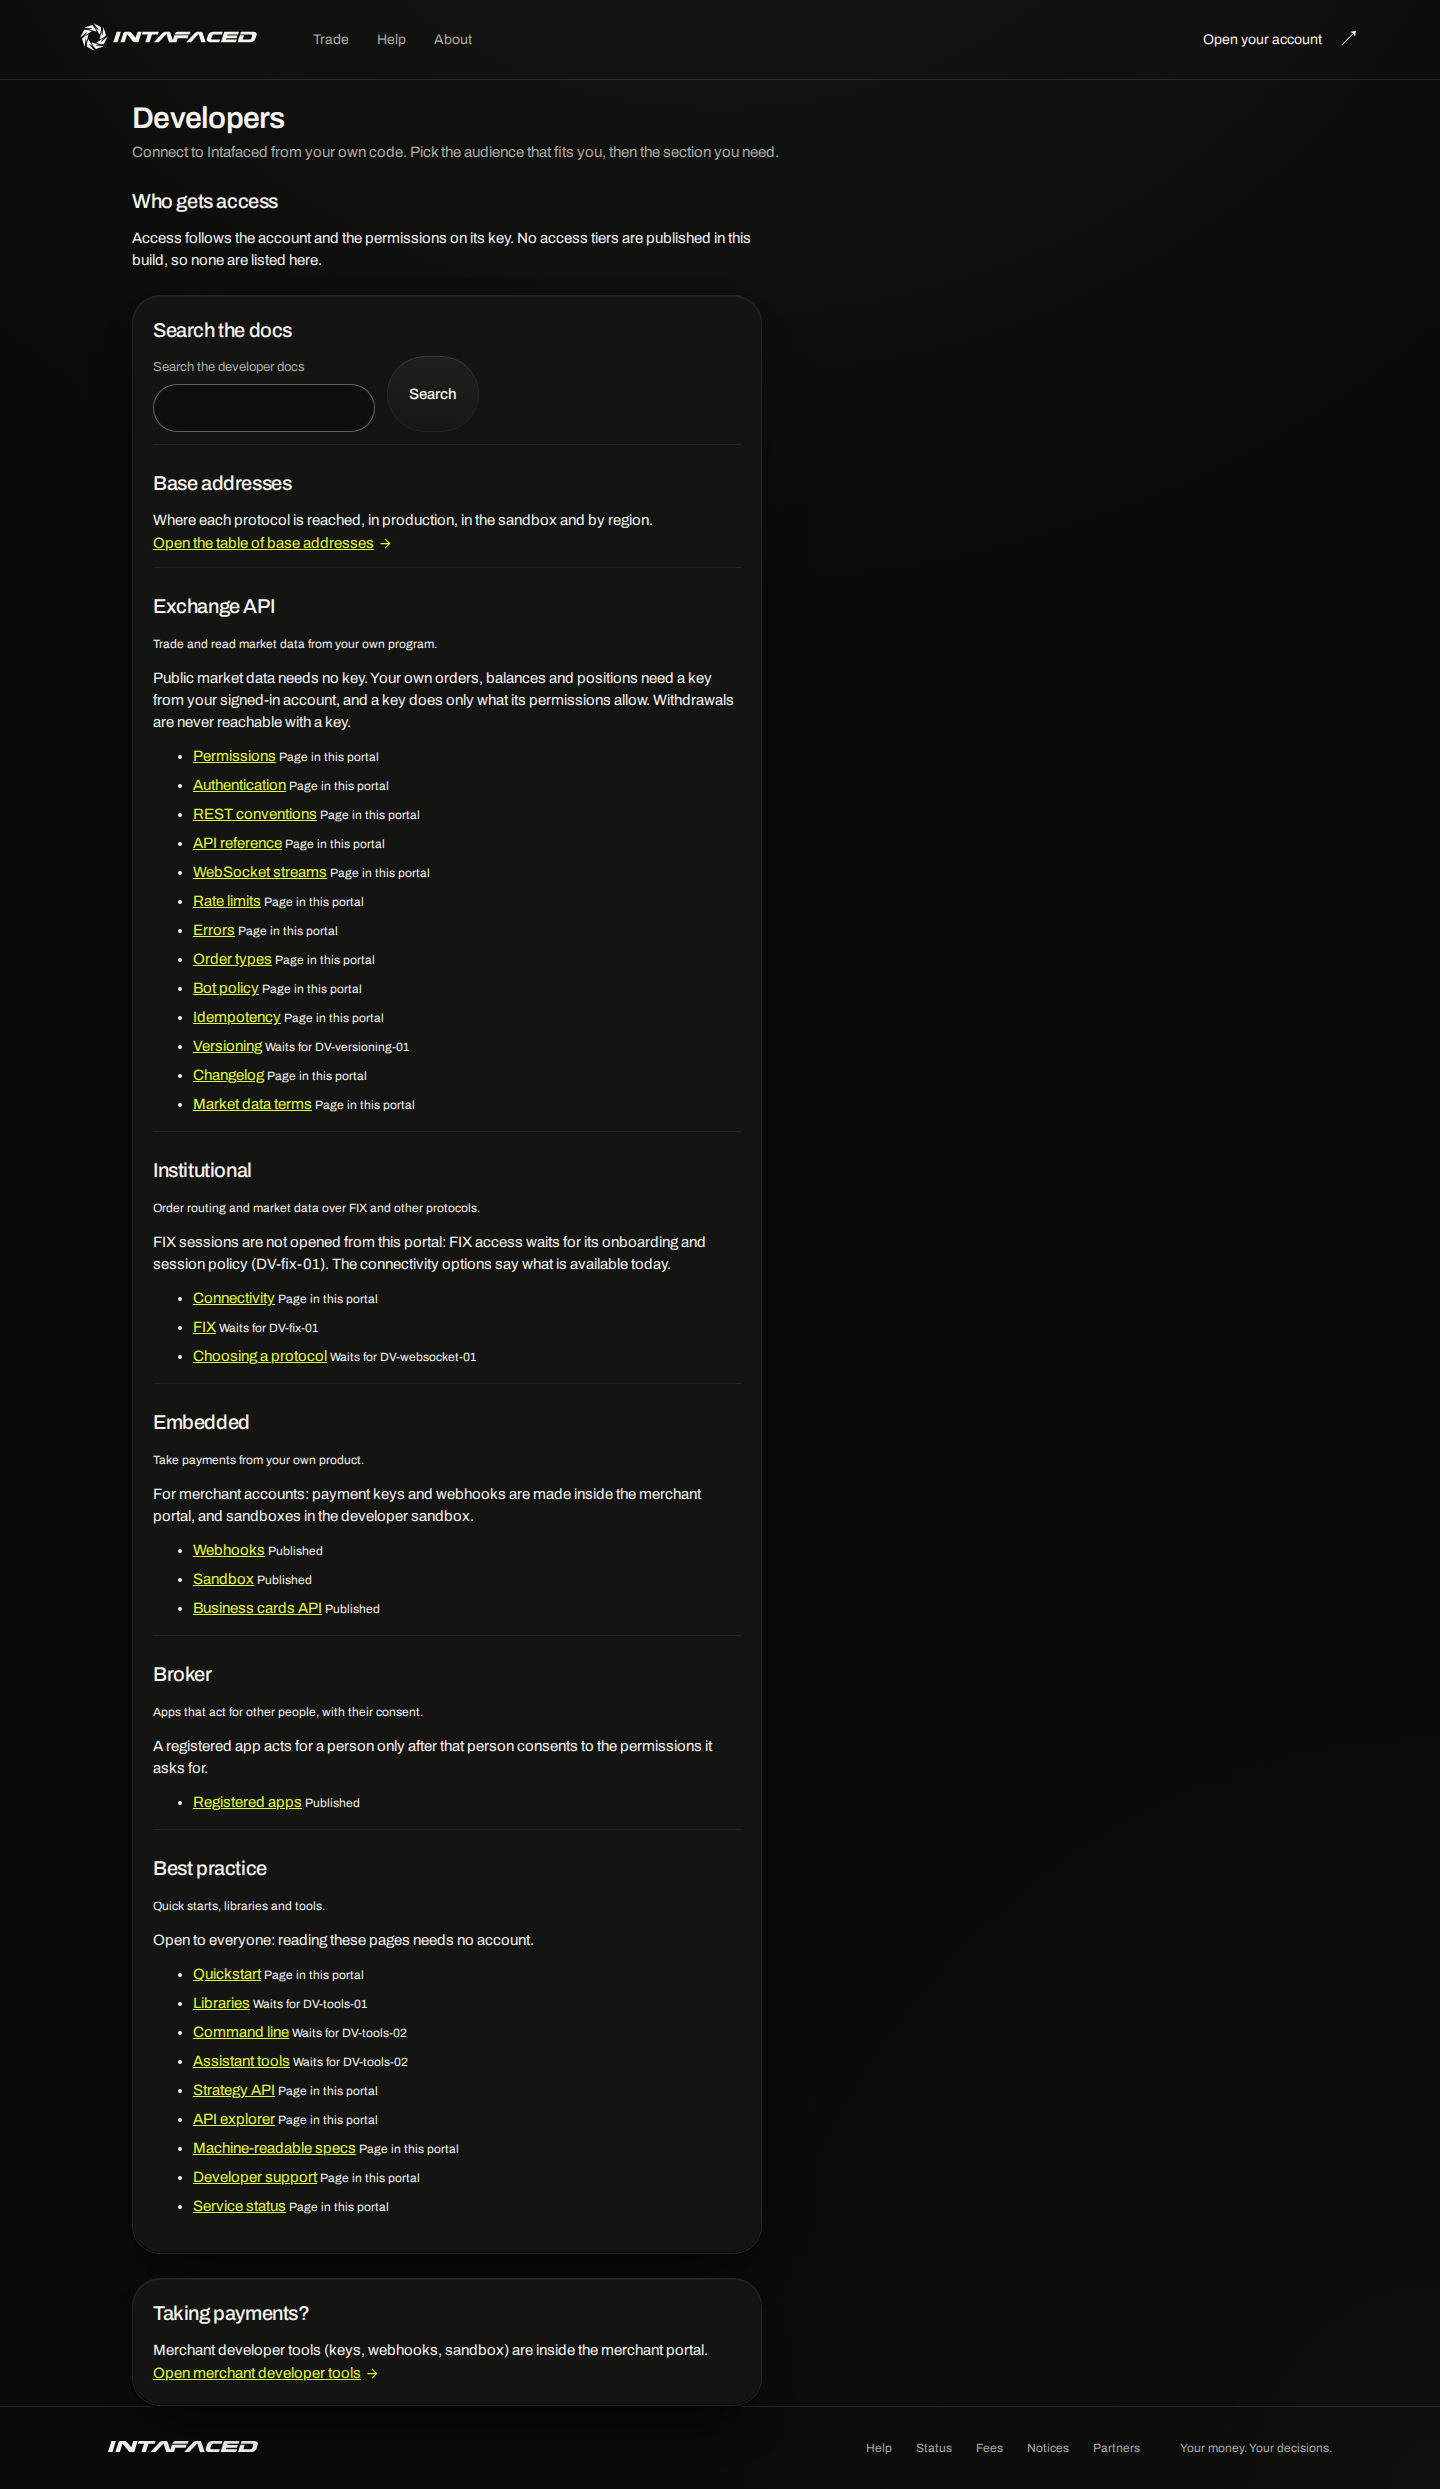 INTAFACED
Trade Help About
Open your account
Developers
Connect to Intafaced from your own code. Pick the audience that fits you, then the section you need.
Who gets access
Access follows the account and the permissions on its key. No access tiers are published in this
build, so none are listed here.
Search the docs
Search the developer docs
Search
Base addresses
Where each protocol is reached, in production, in the sandbox and by region.
Open the table of base addresses →
Exchange API
Trade and read market data from your own program.
Public market data needs no key. Your own orders, balances and positions need a key
from your signed-in account, and a key does only what its permissions allow. Withdrawals
are never reachable with a key.
• Permissions Page in this portal
• Authentication Page in this portal
• REST conventions Page in this portal
• API reference Page in this portal
• WebSocket streams Page in this portal
• Rate limits Page in this portal
• Errors Page in this portal
• Order types Page in this portal
• Bot policy Page in this portal
• Idempotency Page in this portal
• Versioning Waits for DV-versioning-01
• Changelog Page in this portal
• Market data terms Page in this portal
Institutional
Order routing and market data over FIX and other protocols.
FIX sessions are not opened from this portal: FIX access waits for its onboarding and
session policy (DV-fix-01). The connectivity options say what is available today.
• Connectivity Page in this portal
• FIX Waits for DV-fix-01
• Choosing a protocol Waits for DV-websocket-01
Embedded
Take payments from your own product.
For merchant accounts: payment keys and webhooks are made inside the merchant
portal, and sandboxes in the developer sandbox.
• Webhooks Published
• Sandbox Published
• Business cards API Published
Broker
Apps that act for other people, with their consent.
A registered app acts for a person only after that person consents to the permissions it
asks for.
• Registered apps Published
Best practice
Quick starts, libraries and tools.
Open to everyone: reading these pages needs no account.
• Quickstart Page in this portal
• Libraries Waits for DV-tools-01
• Command line Waits for DV-tools-02
• Assistant tools Waits for DV-tools-02
• Strategy API Page in this portal
• API explorer Page in this portal
• Machine-readable specs Page in this portal
• Developer support Page in this portal
• Service status Page in this portal
Taking payments?
Merchant developer tools (keys, webhooks, sandbox) are inside the merchant portal.
Open merchant developer tools →
INTAFACED
Help Status Fees Notices Partners Your money. Your decisions.